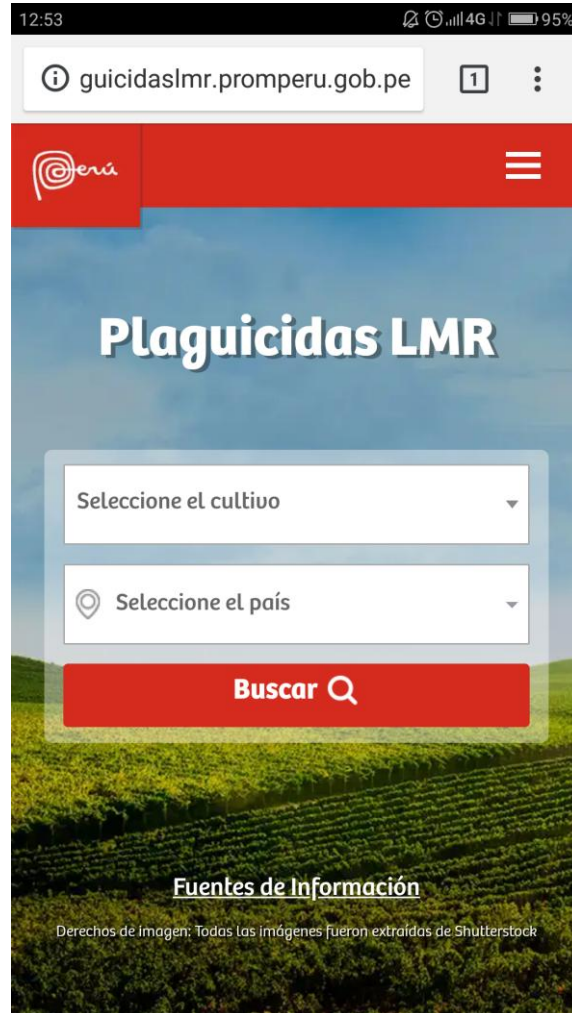 12:53
4G
95%
guicidaslmr.promperu.gob.pe
1
Perú
Plaguicidas LMR
Seleccione el cultivo
Seleccione el país
Buscar
Fuentes de Información
Derechos de imagen: Todas las imágenes fueron extraídas de Shutterstock